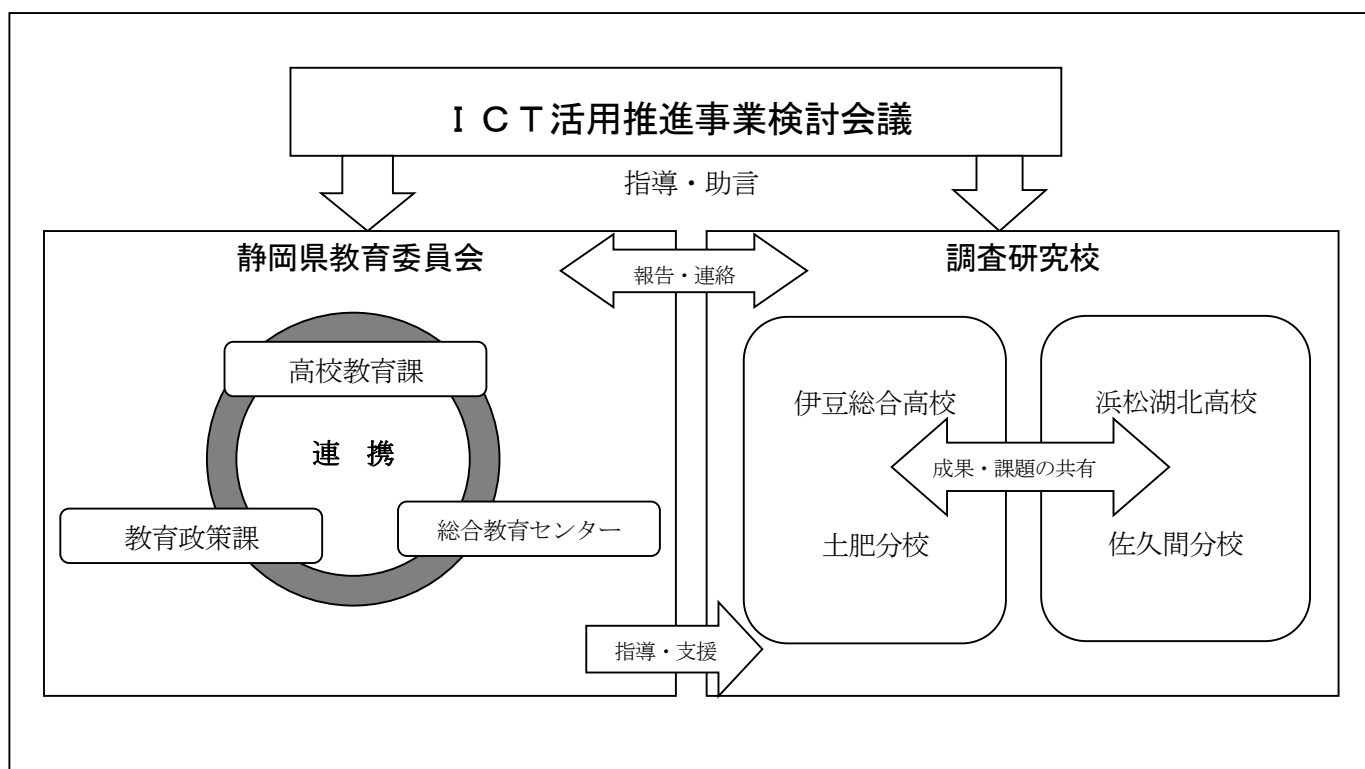 ＩＣＴ活用推進事業検討会議
指導・助言
静岡県教育委員会
報告・連絡
調査研究校
高校教育課
連　携
教育政策課
総合教育センター
伊豆総合高校
浜松湖北高校
成果・課題の共有
土肥分校
佐久間分校
指導・支援